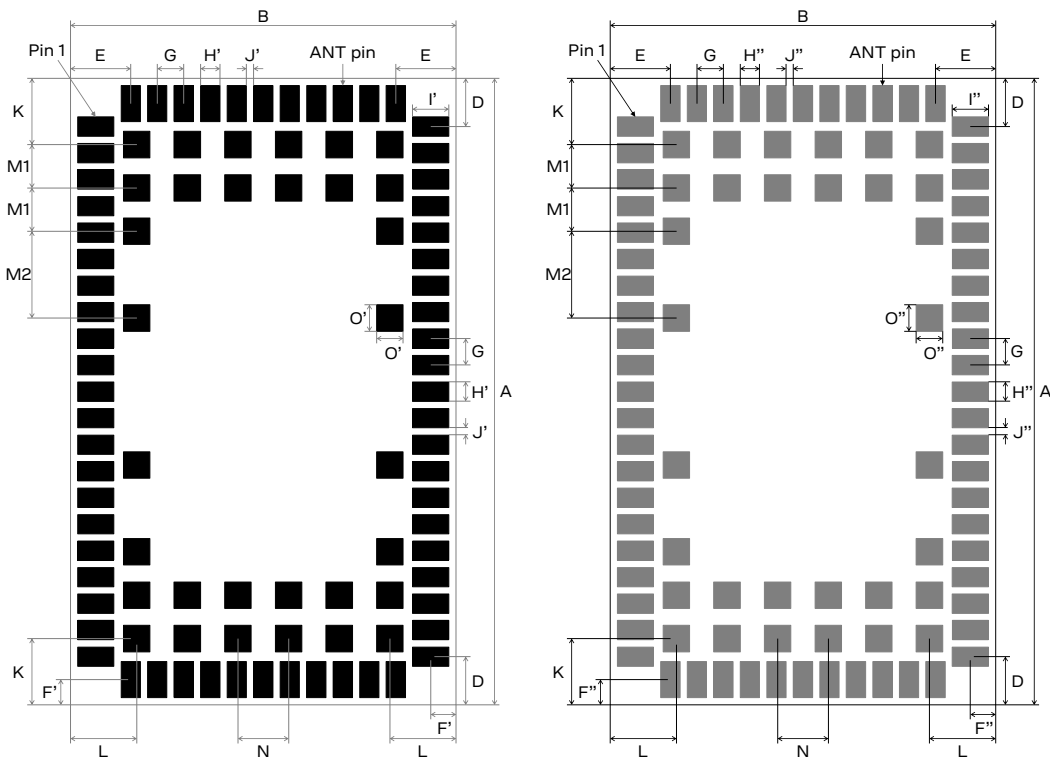 B
Pin 1
E
G
H’
J’
ANT pin
E
K
I’
D
M1
M1
M2
O’
O’
G
H’
A
J’
K
F’
D
F’
L
N
L
B
Pin 1
E
G
H’’
J’’
ANT pin
E
K
I’’
D
M1
M1
M2
O’’
O’’
G
H’’
A
J’’
K
F’’
D
F’’
L
N
L